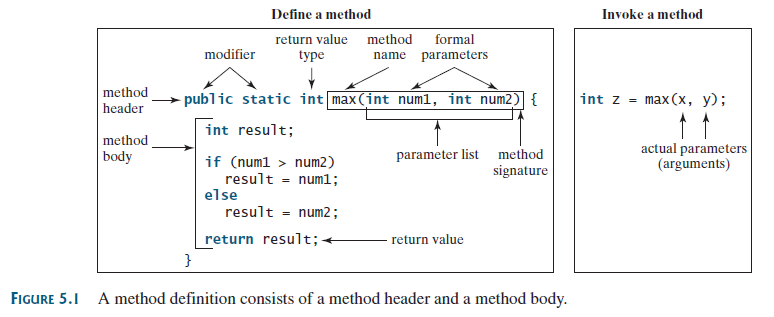 Define a method
Invoke a method
return value method formal
modifier type name parameters
method
header
public static int max(int num1, int num2) {
int z = max(x, y);
method
body
int result;
parameter list method
signature
actual parameters
(arguments)
if (num1 > num2)
result = num1;
else
result = num2;
return result;
return value
}
FIGURE 5.1 A method definition consists of a method header and a method body.